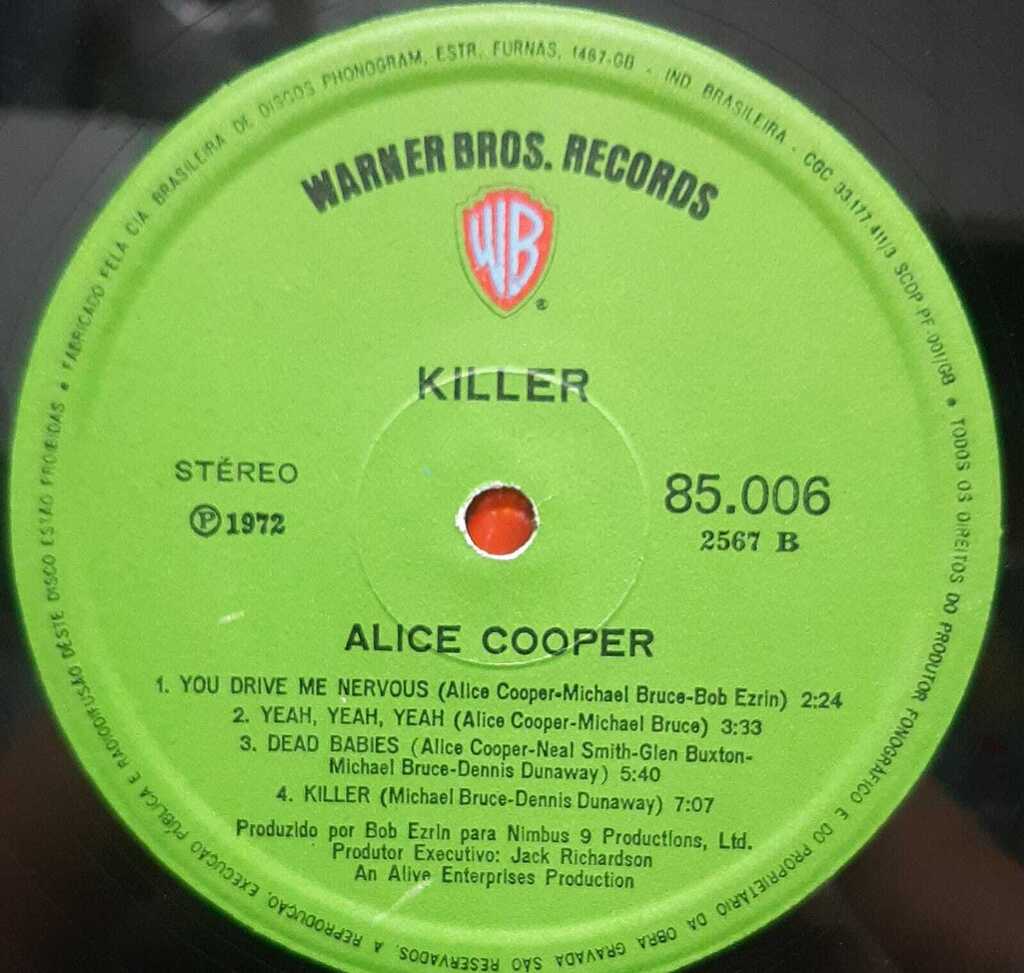 FABRICADO PELA CIA BRASILEIRA DE DISCOS PHONOGRAM, ESTR. FURNAS, 1467-GB - IND BRASILEIRA - CGC 33.177.411/3 SCDP.PF.001/GB • TODOS OS DIREITOS DO PRODUTOR FONOGRÁFICO E DO PROPRIETÁRIO DA OBRA GRAVADA SÃO RESERVADOS. A REPRODUÇÃO, EXECUÇÃO PÚBLICA E RADIODIFUSÃO DESTE DISCO ESTÃO PROIBIDAS •
WARNER BROS. RECORDS
WB
®
KILLER
STÉREO
℗ 1972
85.006
2567 B
ALICE COOPER
1. YOU DRIVE ME NERVOUS (Alice Cooper-Michael Bruce-Bob Ezrin) 2:24
2. YEAH, YEAH, YEAH (Alice Cooper-Michael Bruce) 3:33
3. DEAD BABIES (Alice Cooper-Neal Smith-Glen Buxton-
Michael Bruce-Dennis Dunaway) 5:40
4. KILLER (Michael Bruce-Dennis Dunaway) 7:07
Produzido por Bob Ezrin para Nimbus 9 Productions, Ltd.
Produtor Executivo: Jack Richardson
An Alive Enterprises Production